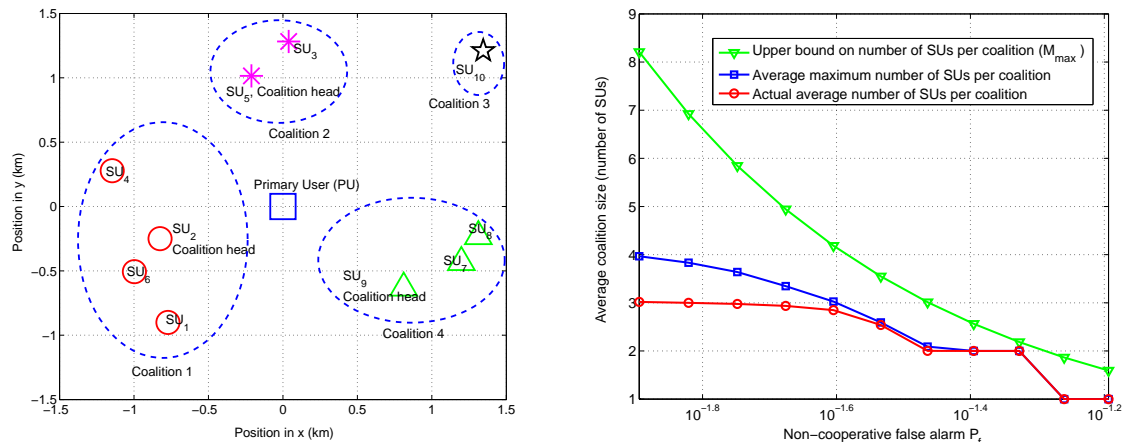 1.5
1
0.5
0
−0.5
−1
−1.5
−1.5
−1
−0.5
0
0.5
1
1.5
Position in x (km)
Position in y (km)
SU3
SU5, Coalition head
Coalition 2
SU10
Coalition 3
SU4
SU2
Coalition head
SU6
SU1
Coalition 1
Primary User (PU)
SU8
SU7
SU9
Coalition head
Coalition 4
9
8
7
6
5
4
3
2
1
10−1.8
10−1.6
10−1.4
10−1.2
Average coalition size (number of SUs)
Non-cooperative false alarm Pf
Upper bound on number of SUs per coalition (Mmax)
Average maximum number of SUs per coalition
Actual average number of SUs per coalition